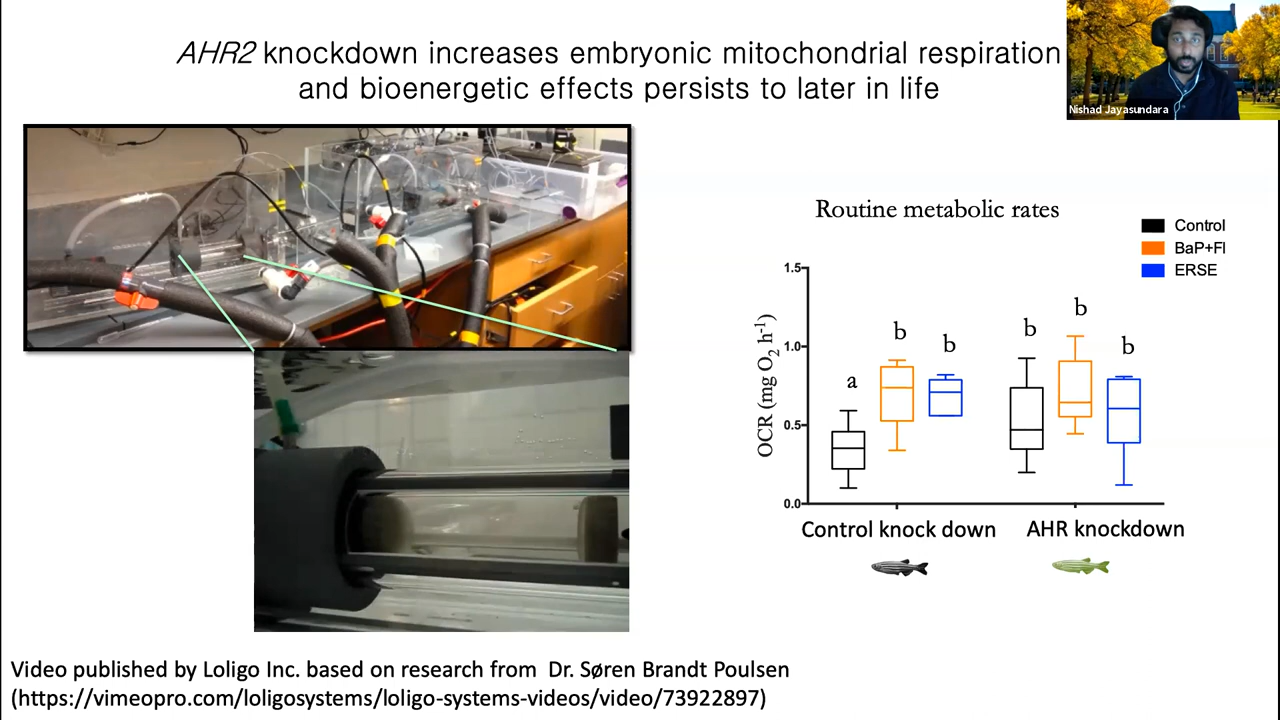 AHR2 knockdown increases embryonic mitochondrial respiration
and bioenergetic effects persists to later in life
Nishad Jayasundara
Routine metabolic rates
Control
BaP+Fl
ERSE
OCR (mg O₂ h⁻¹)
1.5
1.0
0.5
0.0
a
b
b
b
b
b
Control knock down
AHR knockdown
Video published by Loligo Inc. based on research from Dr. Søren Brandt Poulsen
(https://vimeopro.com/loligosystems/loligo-systems-videos/video/73922897)